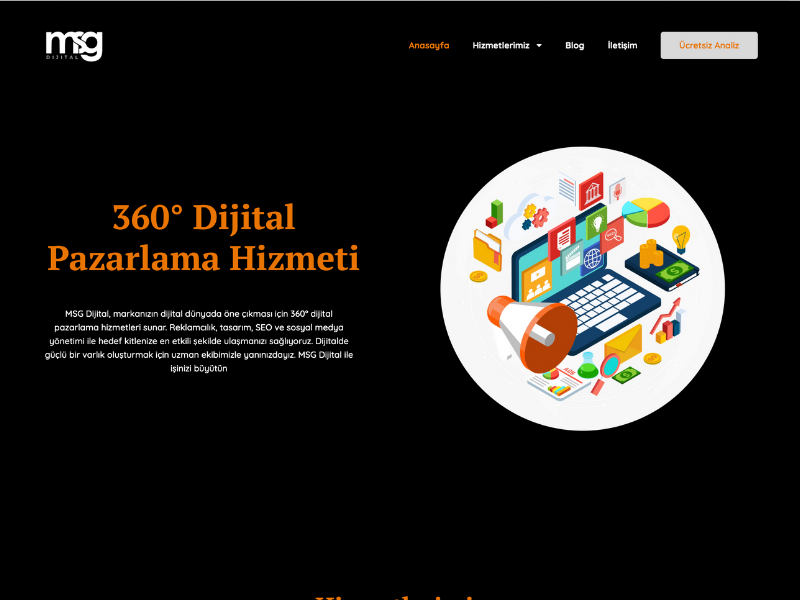 msg
DIJITAL
Anasayfa
Hizmetlerimiz
Blog
İletişim
Ücretsiz Analiz
360° Dijital
Pazarlama Hizmeti
MSG Dijital, markanızın dijital dünyada öne çıkması için 360° dijital
pazarlama hizmetleri sunar. Reklamcılık, tasarım, SEO ve sosyal medya
yönetimi ile hedef kitlenize en etkili şekilde ulaşmanızı sağlıyoruz. Dijitalde
güçlü bir varlık oluşturmak için uzman ekibimizle yanınızdayız. MSG Dijital ile
işinizi büyütün
ADS